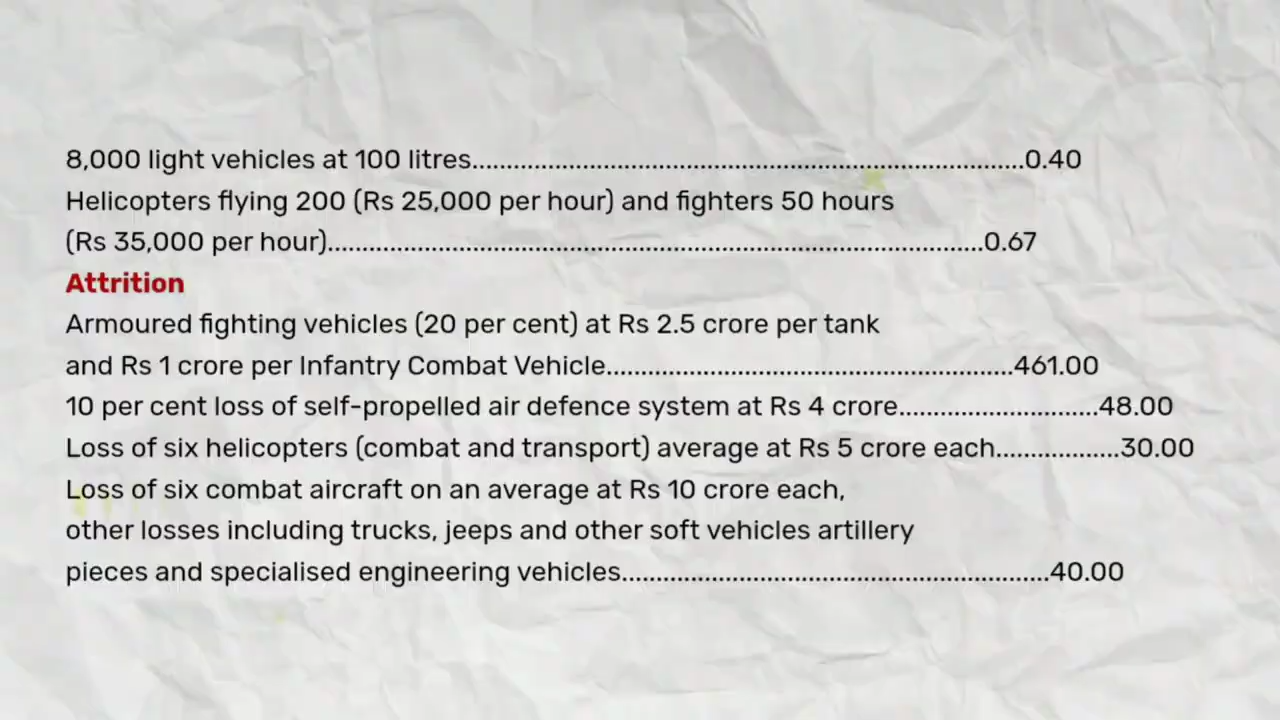 8,000 light vehicles at 100 litres................................................................................0.40
Helicopters flying 200 (Rs 25,000 per hour) and fighters 50 hours
(Rs 35,000 per hour)...............................................................................................0.67
Attrition
Armoured fighting vehicles (20 per cent) at Rs 2.5 crore per tank
and Rs 1 crore per Infantry Combat Vehicle...........................................................461.00
10 per cent loss of self-propelled air defence system at Rs 4 crore.............................48.00
Loss of six helicopters (combat and transport) average at Rs 5 crore each..................30.00
Loss of six combat aircraft on an average at Rs 10 crore each,
other losses including trucks, jeeps and other soft vehicles artillery
pieces and specialised engineering vehicles..............................................................40.00